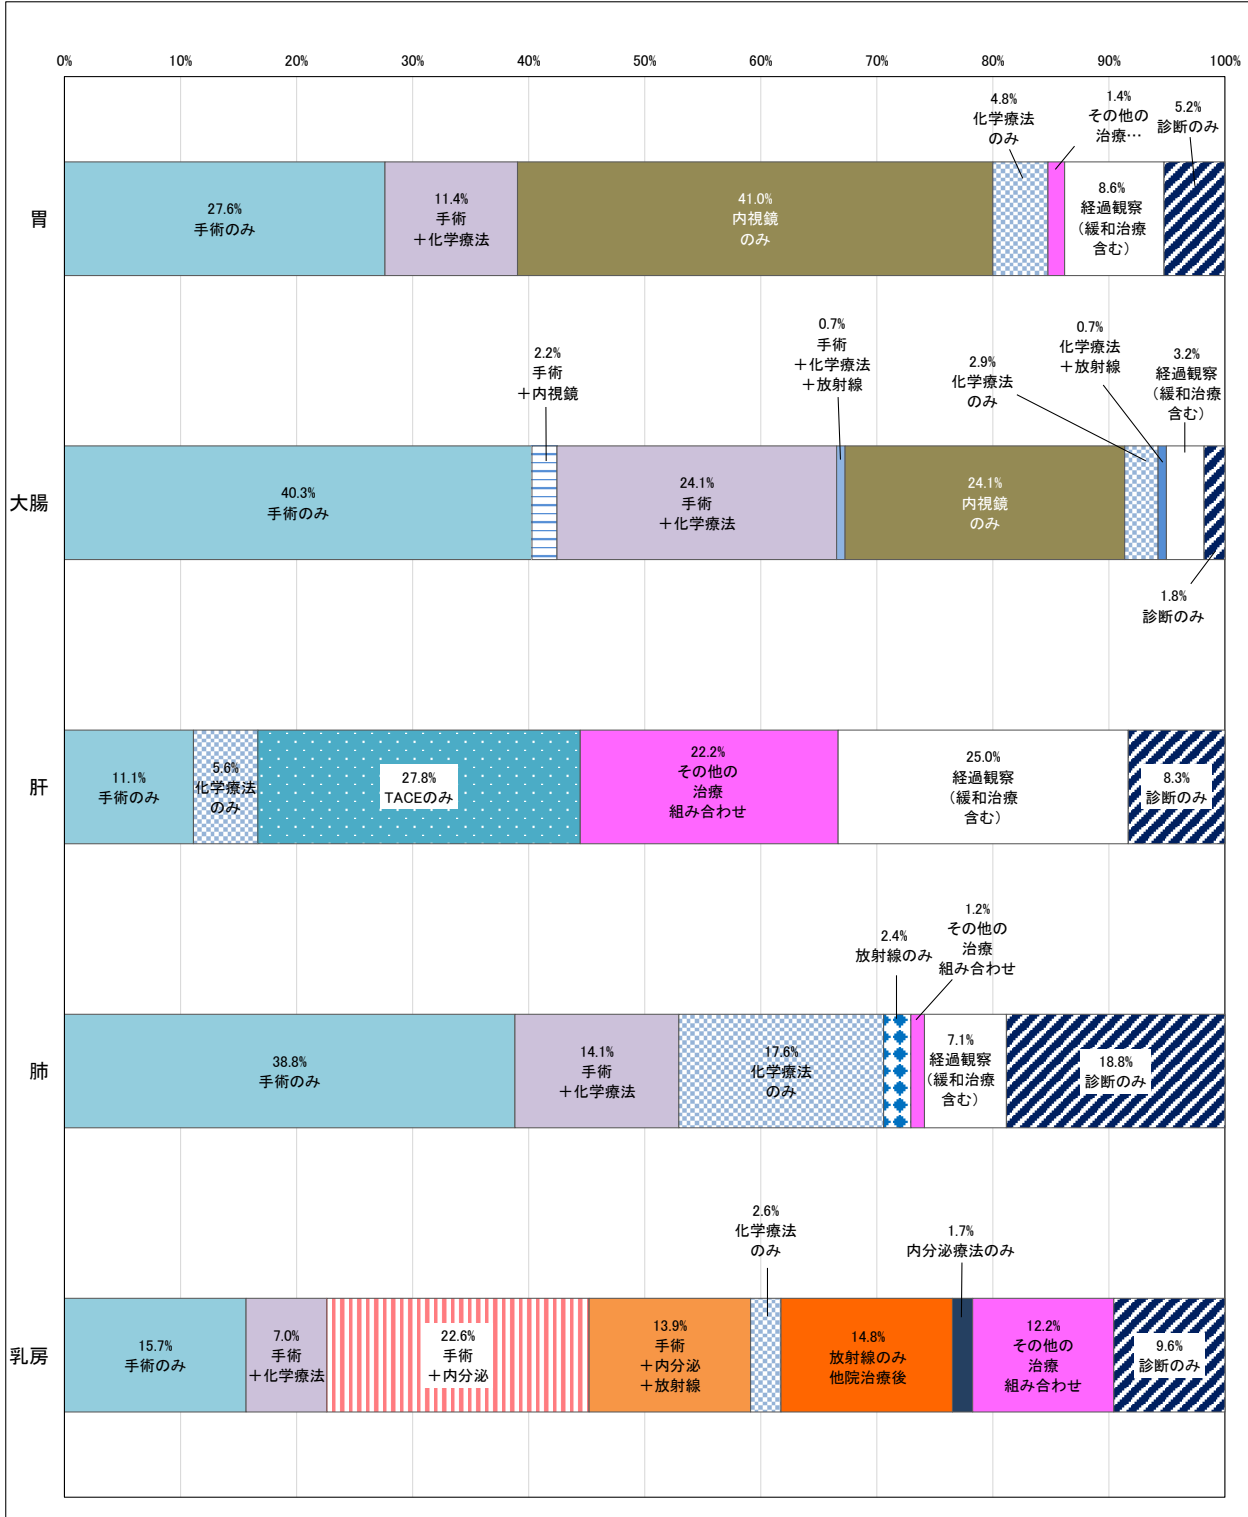 0%
10%
20%
30%
40%
50%
60%
70%
80%
90%
100%
胃
27.6%
手術のみ
11.4%
手術
＋化学療法
41.0%
内視鏡
のみ
4.8%
化学療法
のみ
1.4%
その他の
治療…
8.6%
経過観察
（緩和治療
含む）
5.2%
診断のみ
大腸
40.3%
手術のみ
2.2%
手術
＋内視鏡
24.1%
手術
＋化学療法
0.7%
手術
＋化学療法
＋放射線
24.1%
内視鏡
のみ
2.9%
化学療法
のみ
0.7%
化学療法
＋放射線
3.2%
経過観察
（緩和治療
含む）
1.8%
診断のみ
肝
11.1%
手術のみ
5.6%
化学療法
のみ
27.8%
TACEのみ
22.2%
その他の
治療
組み合わせ
25.0%
経過観察
（緩和治療
含む）
8.3%
診断のみ
肺
38.8%
手術のみ
14.1%
手術
＋化学療法
17.6%
化学療法
のみ
2.4%
放射線のみ
1.2%
その他の
治療
組み合わせ
7.1%
経過観察
（緩和治療
含む）
18.8%
診断のみ
乳房
15.7%
手術のみ
7.0%
手術
＋化学療法
22.6%
手術
＋内分泌
13.9%
手術
＋内分泌
＋放射線
2.6%
化学療法
のみ
14.8%
放射線のみ
他院治療後
1.7%
内分泌療法のみ
12.2%
その他の
治療
組み合わせ
9.6%
診断のみ